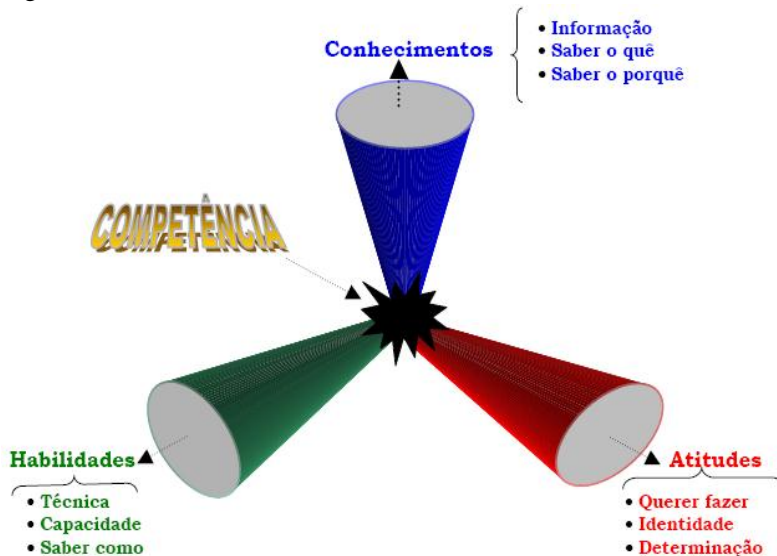 Conhecimentos
• Informação
• Saber o quê
• Saber o porquê
COMPETÊNCIA
Habilidades
• Técnica
• Capacidade
• Saber como
Atitudes
• Querer fazer
• Identidade
• Determinação